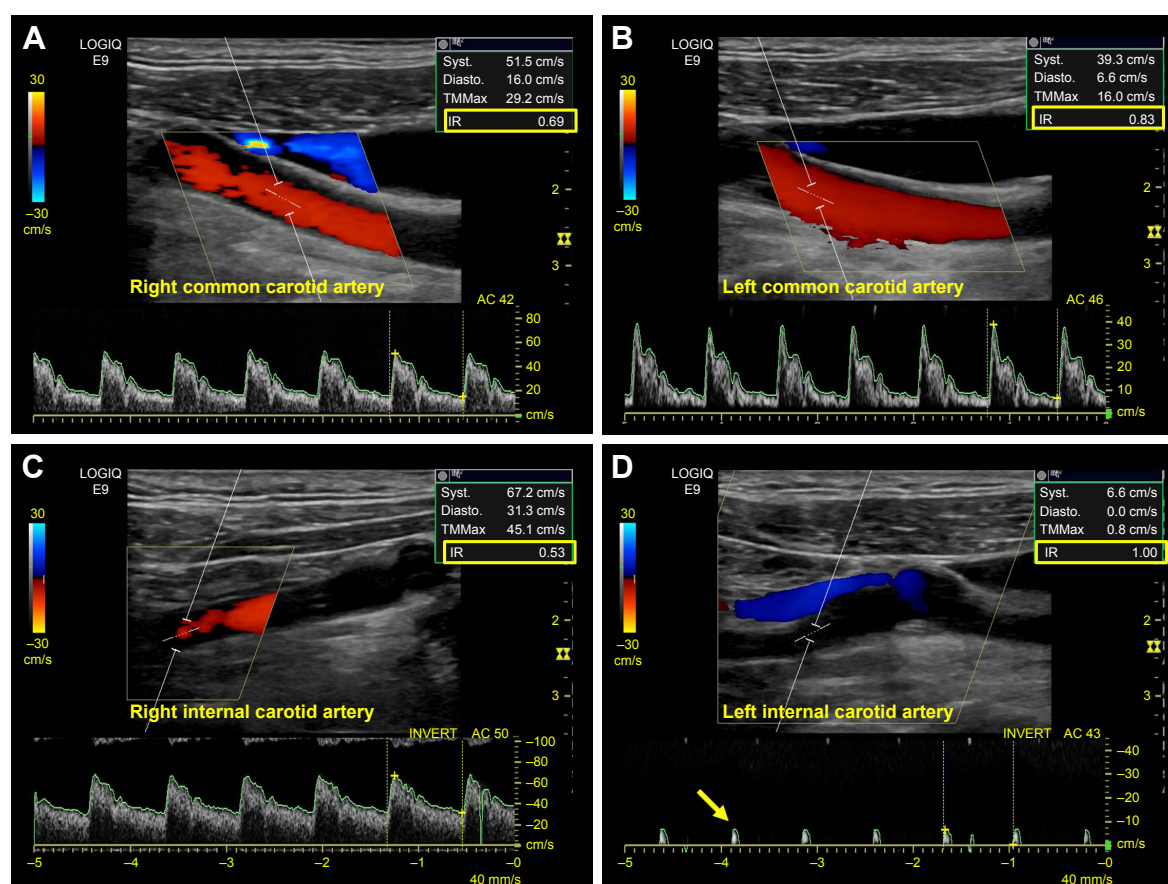 A
LOGIQ
E9
30
–30
cm/s
Syst. 51.5 cm/s
Diasto. 16.0 cm/s
TMMax 29.2 cm/s
IR 0.69
2
3
Right common carotid artery
AC 42
80
60
40
20
cm/s
B
LOGIQ
E9
30
–30
cm/s
Syst. 39.3 cm/s
Diasto. 6.6 cm/s
TMMax 16.0 cm/s
IR 0.83
2
3
Left common carotid artery
AC 46
40
30
20
10
cm/s
C
LOGIQ
E9
30
–30
cm/s
Syst. 67.2 cm/s
Diasto. 31.3 cm/s
TMMax 45.1 cm/s
IR 0.53
2
3
Right internal carotid artery
INVERT AC 50
–100
–80
–60
–40
–20
cm/s
–5 –4 –3 –2 –1 –0
40 mm/s
D
LOGIQ
E9
30
–30
cm/s
Syst. 6.6 cm/s
Diasto. 0.0 cm/s
TMMax 0.8 cm/s
IR 1.00
2
3
Left internal carotid artery
INVERT AC 43
–40
–30
–20
–10
cm/s
–5 –4 –3 –2 –1 –0
40 mm/s